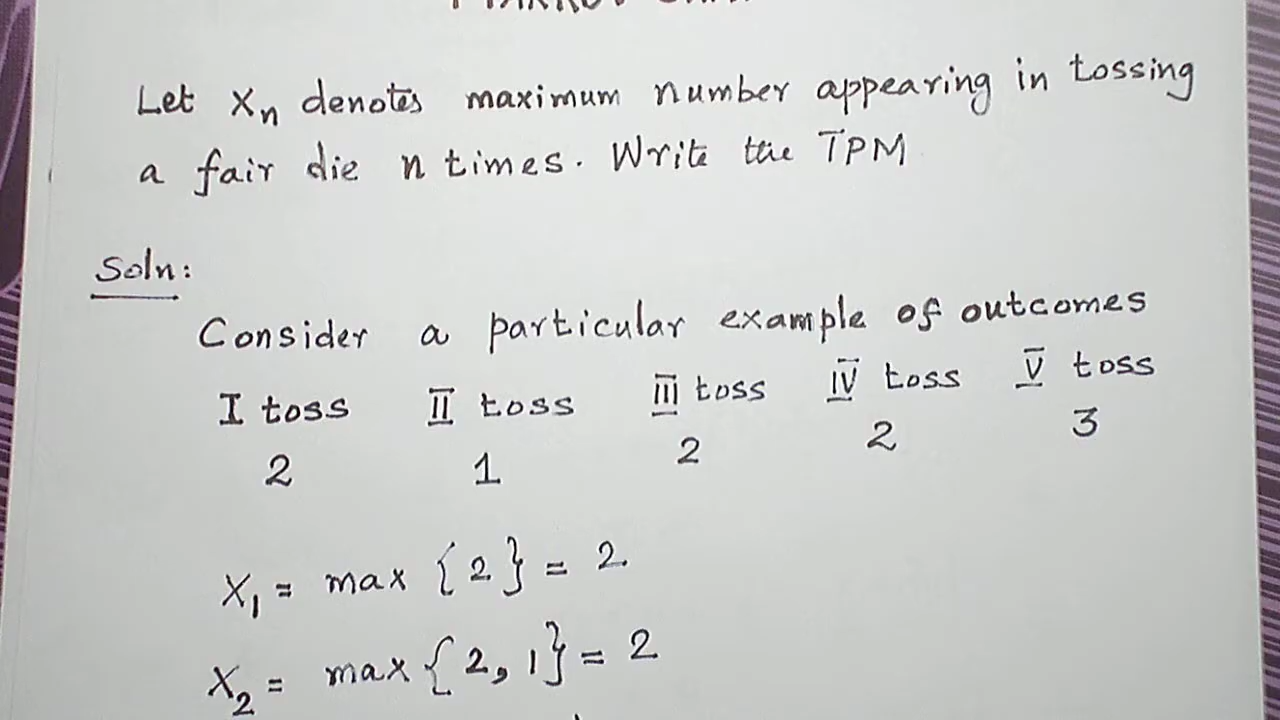 Let Xn denotes maximum number appearing in tossing
a fair die n times. Write the TPM
Soln:
Consider a particular example of outcomes
I toss II toss III toss IV toss V toss
2 1 2 2 3
X1 = max {2} = 2.
X2 = max {2, 1} = 2